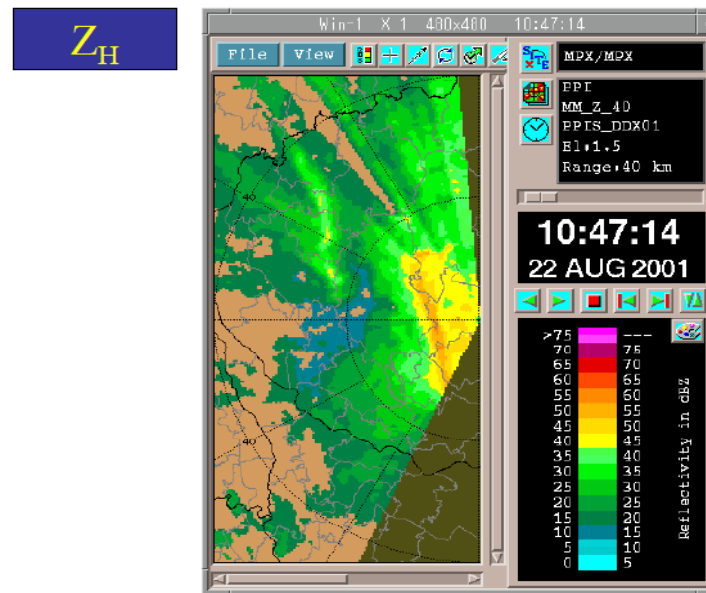 Z_H
Win-1 X 1 480x480 10:47:14
File View
MPX/MPX
PPI
MM_Z_40
PPIS_DDX01
El:1.5
Range:40 km
40
40
10:47:14
22 AUG 2001
>75 ---
70 75
65 70
60 65
55 60
50 55
45 50
40 45
35 40
30 35
25 30
20 25
15 20
10 15
5 10
0 5
Reflectivity in dBZ